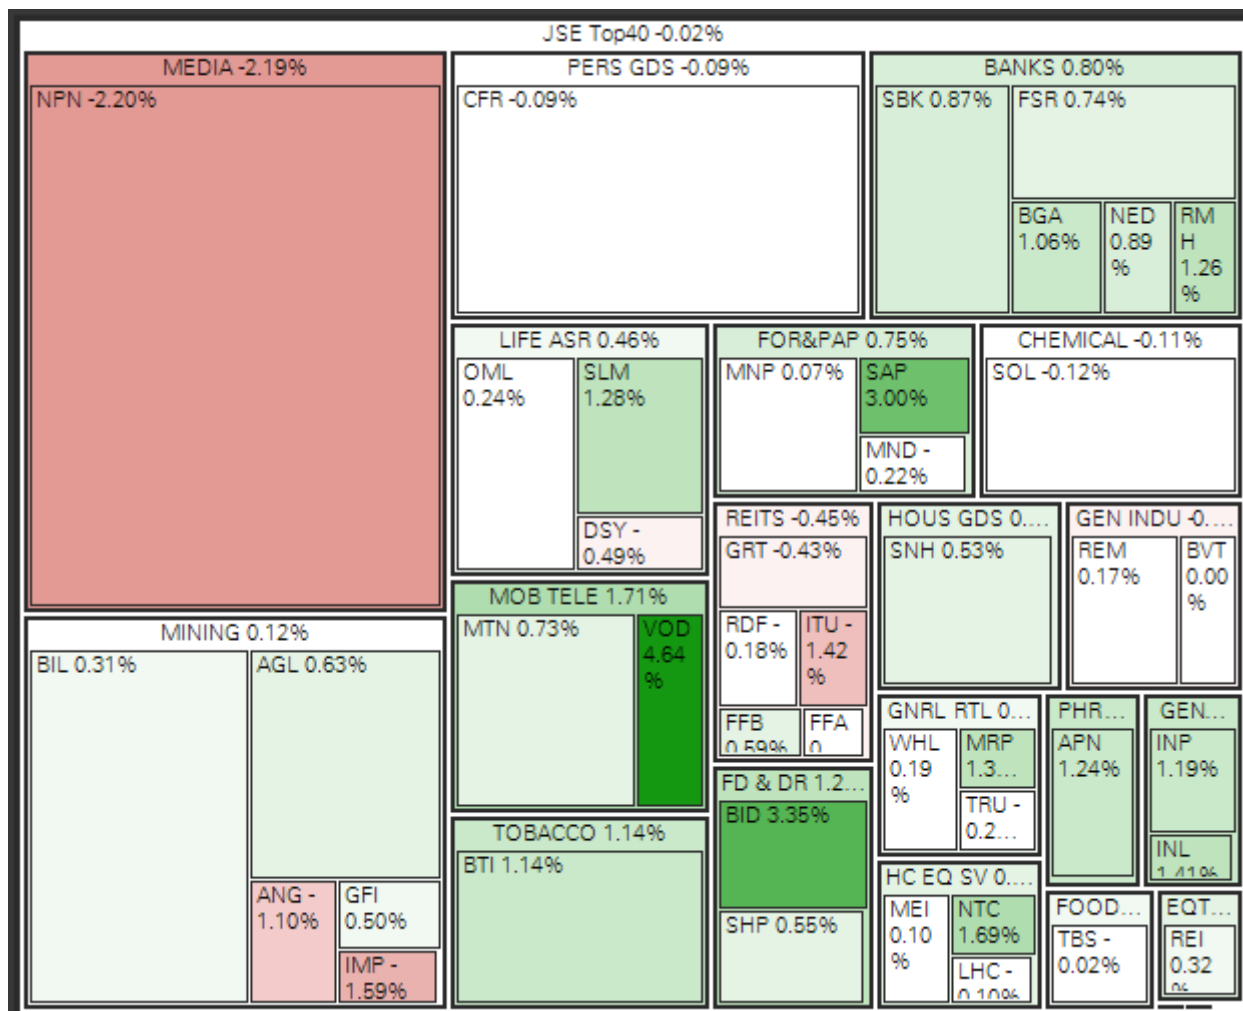 JSE Top40 -0.02%
MEDIA -2.19%
NPN -2.20%
PERS GDS -0.09%
CFR -0.09%
BANKS 0.80%
SBK 0.87%
FSR 0.74%
BGA
1.06%
NED
0.89
%
RM
H
1.26
%
LIFE ASR 0.46%
OML
0.24%
SLM
1.28%
DSY -
0.49%
FOR&PAP 0.75%
MNP 0.07%
SAP
3.00%
MND -
0.22%
CHEMICAL -0.11%
SOL -0.12%
MOB TELE 1.71%
MTN 0.73%
VOD
4.64
%
REITS -0.45%
GRT -0.43%
RDF -
0.18%
ITU -
1.42
%
FFB
0.59%
FFA
0
HOUS GDS 0....
SNH 0.53%
GEN INDU -0....
REM
0.17%
BVT
0.00
%
MINING 0.12%
BIL 0.31%
AGL 0.63%
ANG -
1.10%
GFI
0.50%
IMP -
1.59%
TOBACCO 1.14%
BTI 1.14%
FD & DR 1.2...
BID 3.35%
SHP 0.55%
GNRL RTL 0...
WHL
0.19
%
MRP
1.3...
TRU -
0.2...
PHR...
APN
1.24%
GEN...
INP
1.19%
INL
1.41%
HC EQ SV 0....
MEI
0.10
%
NTC
1.69%
LHC -
0.10%
FOOD...
TBS -
0.02%
EQT...
REI
0.32
%